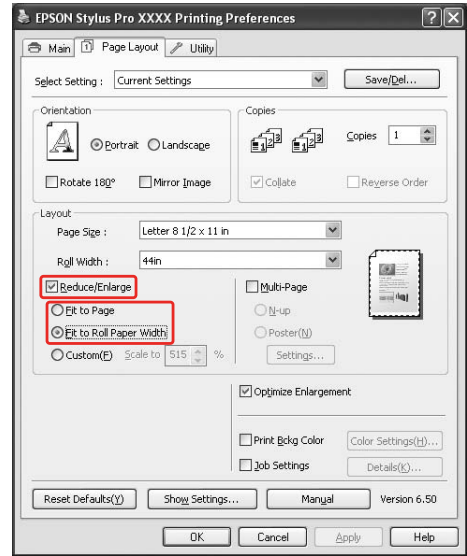 EPSON Stylus Pro XXXX Printing Preferences
Main Page Layout Utility
Select Setting : Current Settings Save/Del...
Orientation
Portrait Landscape
Rotate 180° Mirror Image
Copies
Copies 1
Collate Reverse Order
Layout
Page Size : Letter 8 1/2 x 11 in
Roll Width : 44in
Reduce/Enlarge
Fit to Page
Fit to Roll Paper Width
Custom(F) Scale to 515 %
Multi-Page
N-up
Poster(N)
Settings...
Optimize Enlargement
Print Bckg Color Color Settings(H)...
Job Settings Details(K)...
Reset Defaults(Y) Show Settings... Manual Version 6.50
OK Cancel Apply Help